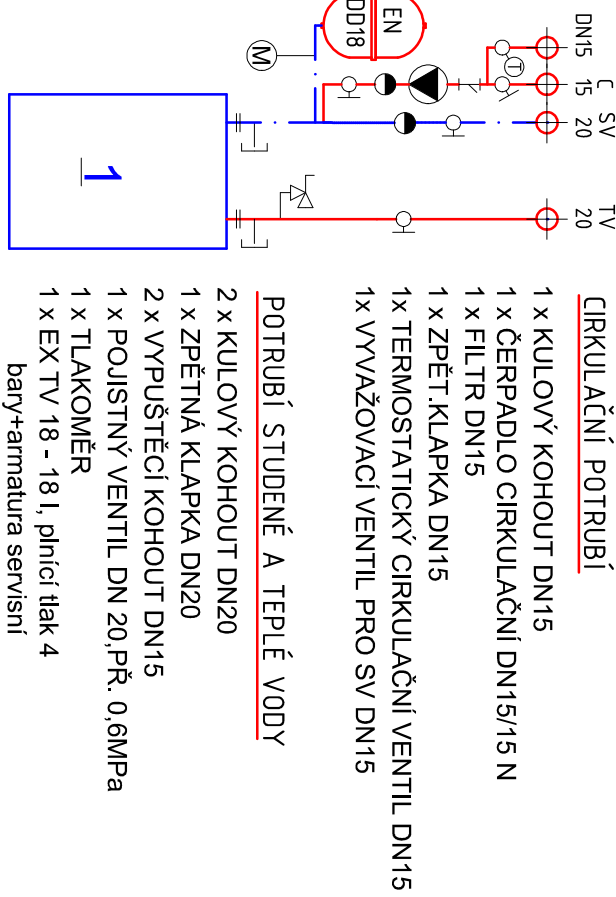 DN15
C
15
SV
20
TV
20
EN
DD18
M
T
1
CIRKULAČNÍ POTRUBÍ
1 x KULOVÝ KOHOUT DN15
1 x ČERPADLO CIRKULAČNÍ DN15/15 N
1 x FILTR DN15
1 x ZPĚT.KLAPKA DN15
1x TERMOSTATICKÝ CIRKULAČNÍ VENTIL DN15
1x VYVAŽOVACÍ VENTIL PRO SV DN15
POTRUBÍ STUDENÉ A TEPLÉ VODY
2 x KULOVÝ KOHOUT DN20
1 x ZPĚTNÁ KLAPKA DN20
2 x VYPUŠTĚCÍ KOHOUT DN15
1 x POJISTNÝ VENTIL DN 20,PŘ. 0,6MPa
1 x TLAKOMĚR
1 x EX TV 18 - 18 l, plnící tlak 4
bary+armatura servisní